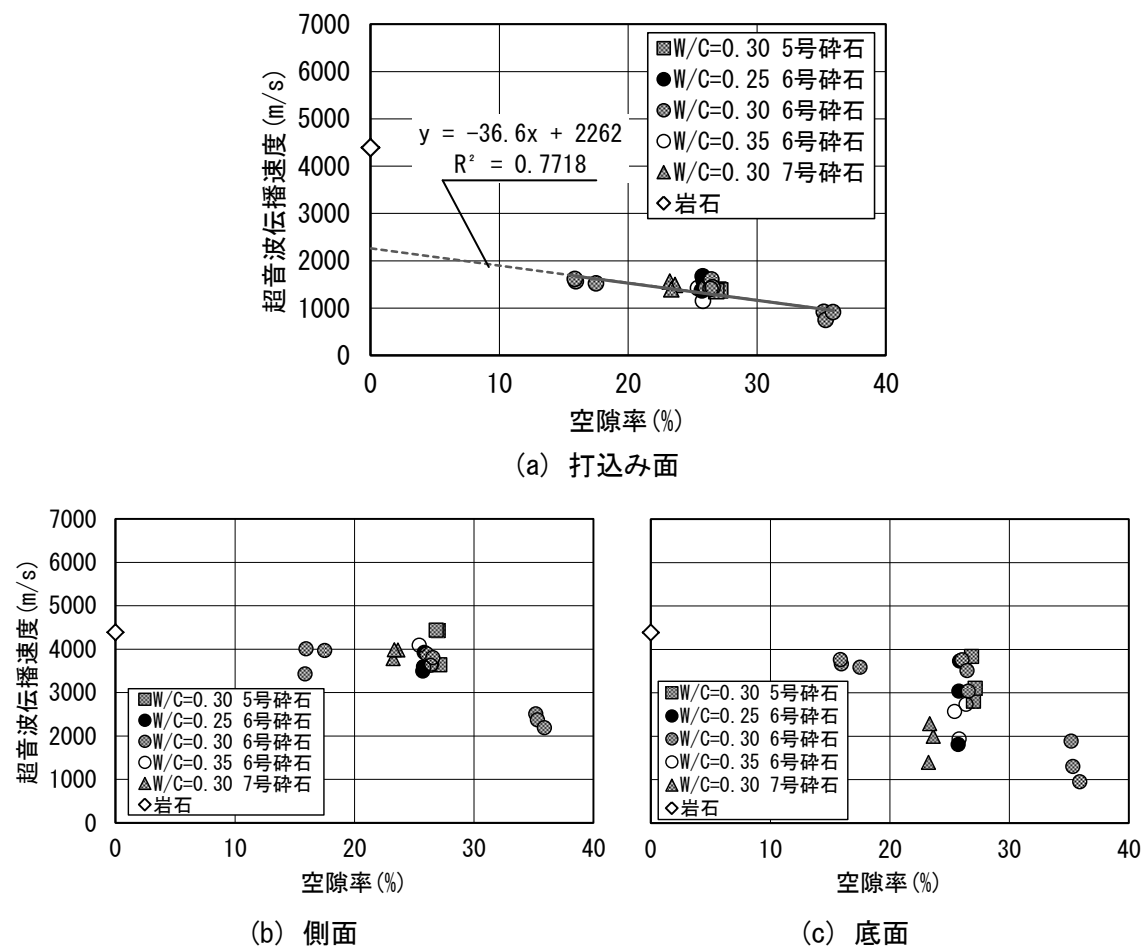 7000
6000
5000
4000
3000
2000
1000
0
超音波伝播速度(m/s)
W/C=0.30 5号砕石
W/C=0.25 6号砕石
W/C=0.30 6号砕石
W/C=0.35 6号砕石
W/C=0.30 7号砕石
岩石
y = -36.6x + 2262
R² = 0.7718
0 10 20 30 40
空隙率(%)
(a) 打込み面
7000
6000
5000
4000
3000
2000
1000
0
超音波伝播速度(m/s)
W/C=0.30 5号砕石
W/C=0.25 6号砕石
W/C=0.30 6号砕石
W/C=0.35 6号砕石
W/C=0.30 7号砕石
岩石
0 10 20 30 40
空隙率(%)
(b) 側面
W/C=0.30 5号砕石
W/C=0.25 6号砕石
W/C=0.30 6号砕石
W/C=0.35 6号砕石
W/C=0.30 7号砕石
岩石
0 10 20 30 40
空隙率(%)
(c) 底面